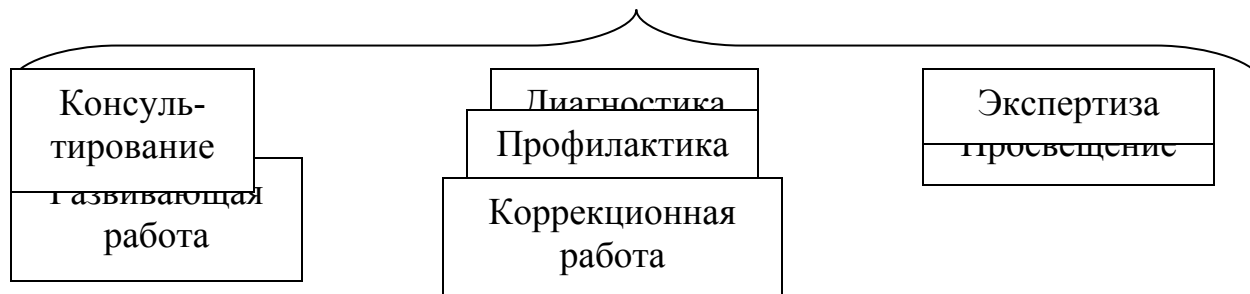 Консуль-
тирование
Развивающая
работа
Диагностика
Профилактика
Коррекционная
работа
Экспертиза
Просвещение